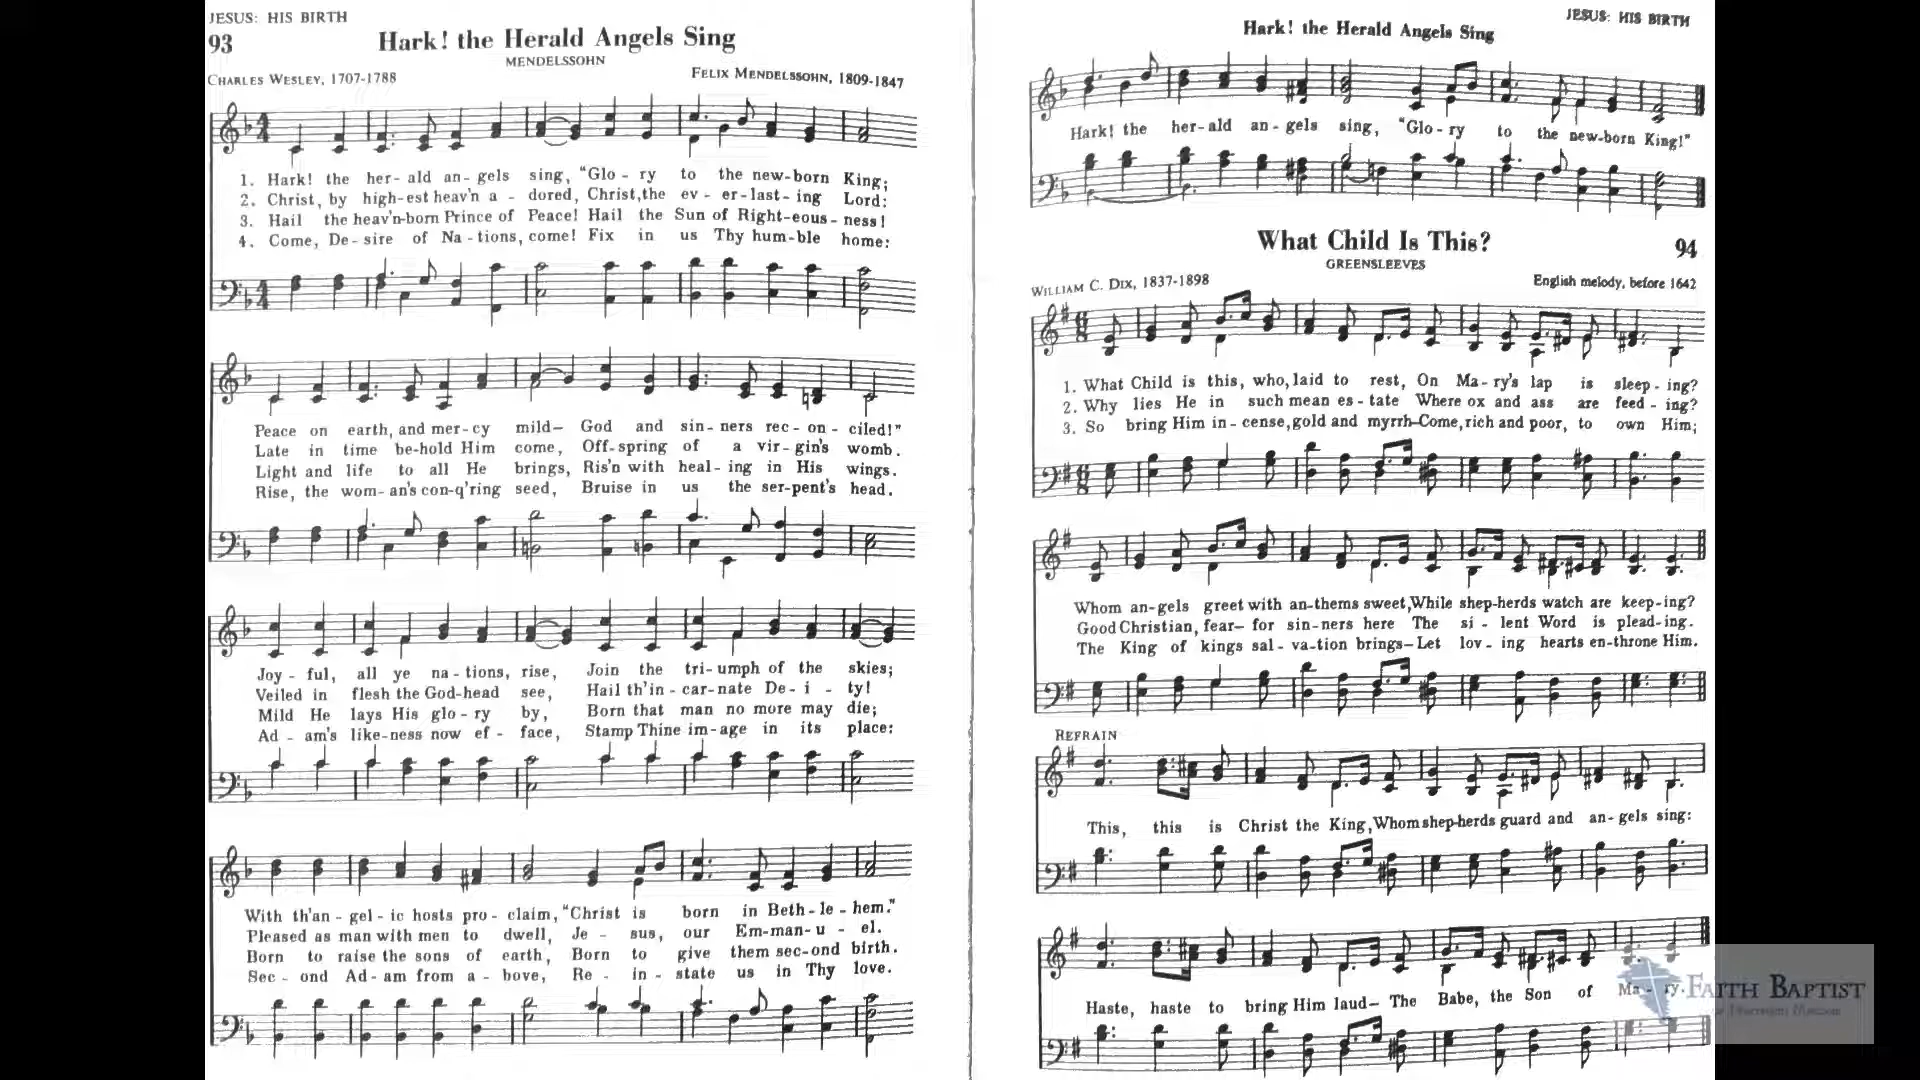 JESUS: HIS BIRTH
93
Hark! the Herald Angels Sing
MENDELSSOHN
CHARLES WESLEY, 1707-1788
FELIX MENDELSSOHN, 1809-1847
1. Hark! the her-ald an-gels sing, "Glo-ry to the new-born King;
2. Christ, by high-est heav'n a-dored, Christ, the ev-er-last-ing Lord:
3. Hail the heav'n-born Prince of Peace! Hail the Sun of Right-eous-ness!
4. Come, De-sire of Na-tions, come! Fix in us Thy hum-ble home:
Peace on earth, and mer-cy mild— God and sin-ners rec-on-ciled!"
Late in time be-hold Him come, Off-spring of a vir-gin's womb.
Light and life to all He brings, Ris'n with heal-ing in His wings.
Rise, the wom-an's con-q'ring seed, Bruise in us the ser-pent's head.
Joy-ful, all ye na-tions, rise, Join the tri-umph of the skies;
Veiled in flesh the God-head see, Hail th'in-car-nate De-i-ty!
Mild He lays His glo-ry by, Born that man no more may die;
Ad-am's like-ness now ef-face, Stamp Thine im-age in its place:
With th'an-gel-ic hosts pro-claim, "Christ is born in Beth-le-hem."
Pleased as man with men to dwell, Je-sus, our Em-man-u-el.
Born to raise the sons of earth, Born to give them sec-ond birth.
Sec-ond Ad-am from a-bove, Re-in-state us in Thy love.
JESUS: HIS BIRTH
Hark! the Herald Angels Sing
Hark! the her-ald an-gels sing, "Glo-ry to the new-born King!"
What Child Is This?
94
GREENSLEEVES
WILLIAM C. DIX, 1837-1898
English melody, before 1642
1. What Child is this, who, laid to rest, On Ma-ry's lap is sleep-ing?
2. Why lies He in such mean es-tate Where ox and ass are feed-ing?
3. So bring Him in-cense, gold and myrrh—Come, rich and poor, to own Him;
Whom an-gels greet with an-thems sweet, While shep-herds watch are keep-ing?
Good Christian, fear— for sin-ners here The si-lent Word is plead-ing.
The King of kings sal-va-tion brings—Let lov-ing hearts en-throne Him.
REFRAIN
This, this is Christ the King, Whom shep-herds guard and an-gels sing:
Haste, haste to bring Him laud— The Babe, the Son of Ma-ry.
FAITH BAPTIST